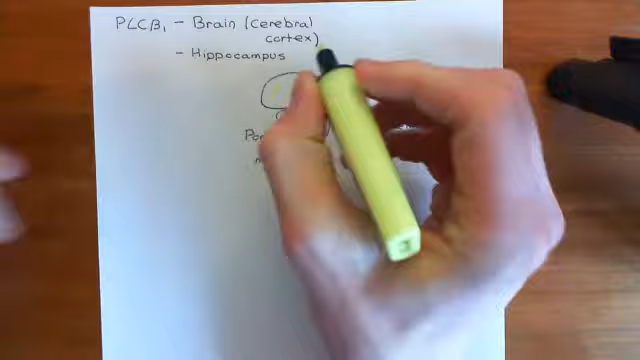 PLCβ₁ - Brain (cerebral
cortex)
- Hippocampus